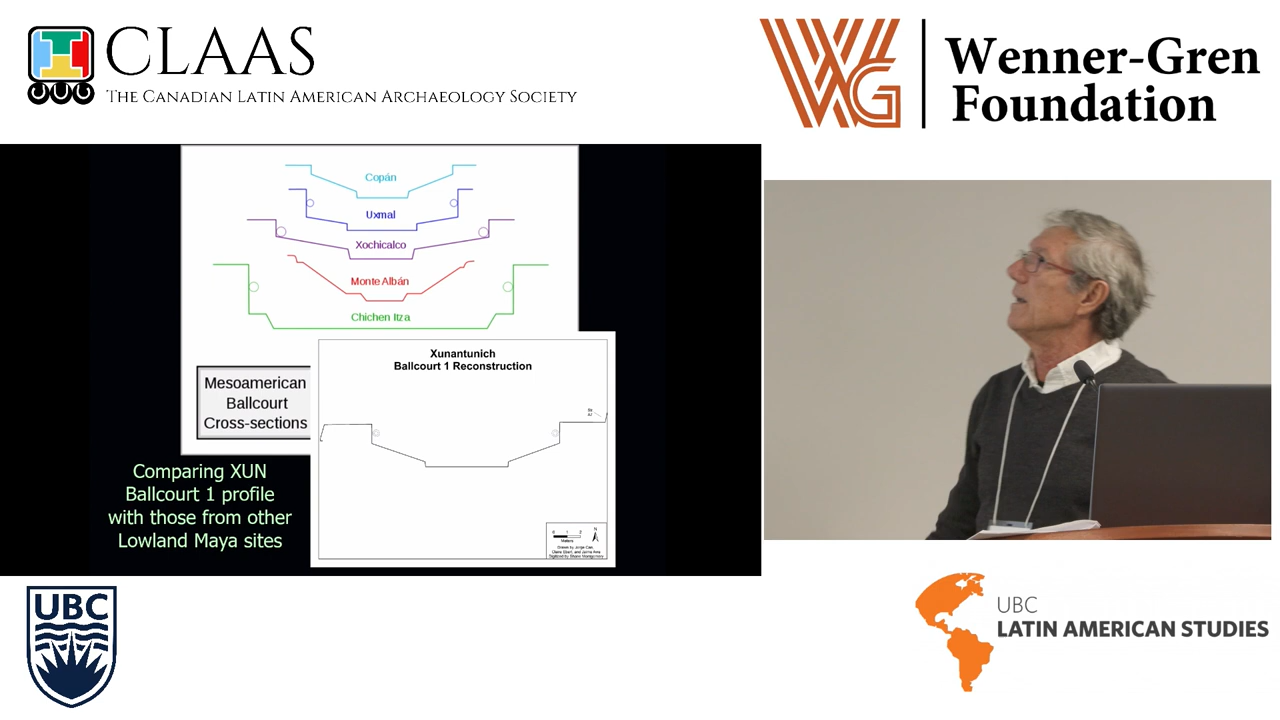 CLAAS
THE CANADIAN LATIN AMERICAN ARCHAEOLOGY SOCIETY
WG
Wenner-Gren
Foundation
Copán
Uxmal
Xochicalco
Monte Albán
Chichen Itza
Mesoamerican
Ballcourt
Cross-sections
Xunantunich
Ballcourt 1 Reconstruction
N
Meters
Comparing XUN
Ballcourt 1 profile
with those from other
Lowland Maya sites
UBC
UBC
LATIN AMERICAN STUDIES